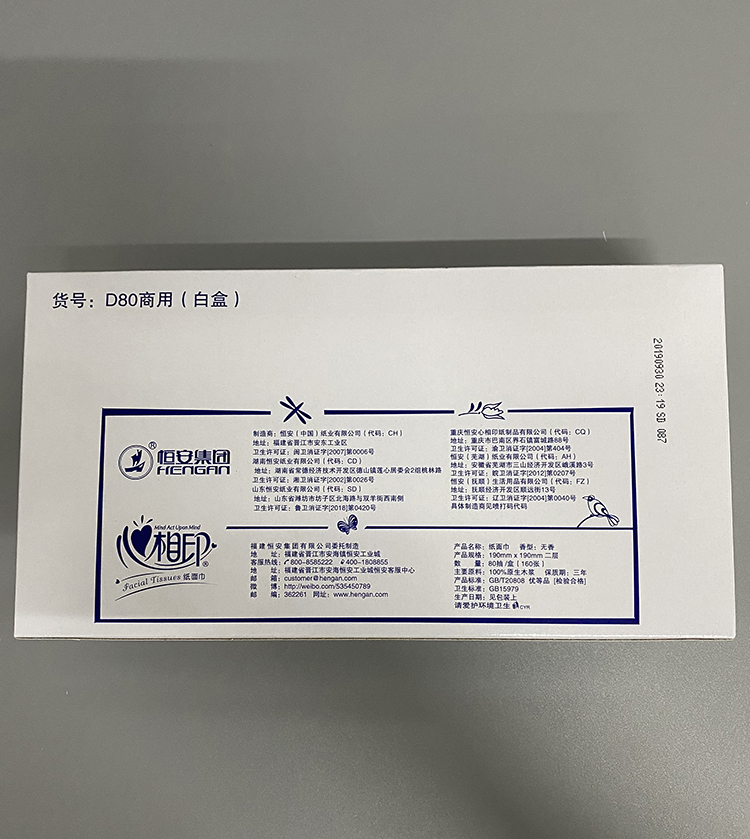 货号：D80商用（白盒）
20190930 23:19 SD 087
恒安集团
HENGAN
®
制造商：恒安（中国）纸业有限公司（代码：CH）
地址：福建省晋江市安东工业区
卫生许可证：闽卫消证字[2007]第0006号
湖南恒安纸业有限公司（代码：CD）
地址：湖南省常德经济技术开发区德山镇莲心居委会2组桃林路
卫生许可证：湘卫消证字[2002]第0026号
山东恒安纸业有限公司（代码：SD）
地址：山东省潍坊市坊子区北海路与双羊街西南侧
卫生许可证：鲁卫消证字[2018]第0420号
重庆恒安心相印纸制品有限公司（代码：CQ）
地址：重庆市巴南区界石镇富城路88号
卫生许可证：渝卫消证字[2004]第404号
恒安（芜湖）纸业有限公司（代码：AH）
地址：安徽省芜湖市三山经济开发区峨溪路3号
卫生许可证：皖卫消证字[2012]第0207号
恒安（抚顺）生活用品有限公司（代码：FZ）
地址：抚顺经济开发区顺远街13号
卫生许可证：辽卫消证字[2004]第0040号
具体制造商见喷打码代码
Mind Act Upon Mind
心相印
®
Facial Tissues 纸面巾
福建恒安集团有限公司委托制造
地 址：福建省晋江市安海镇恒安工业城
客服热线：800-8585222 400-1808855
地 址：福建省晋江市安海恒安工业城恒安客服中心
邮 箱：customer@hengan.com
微 博：http://weibo.com/535450789
邮 编：362261 网址：www.hengan.com
产品名称：纸面巾 香型：无香
产品规格：190mm x 190mm 二层
数 量：80抽/盒（160张）
主要原料：100%原生木浆 保质期：三年
产品标准：GB/T20808 优等品 [检验合格]
卫生标准：GB15979
生产日期：见包装上
请爱护环境卫生 CYR